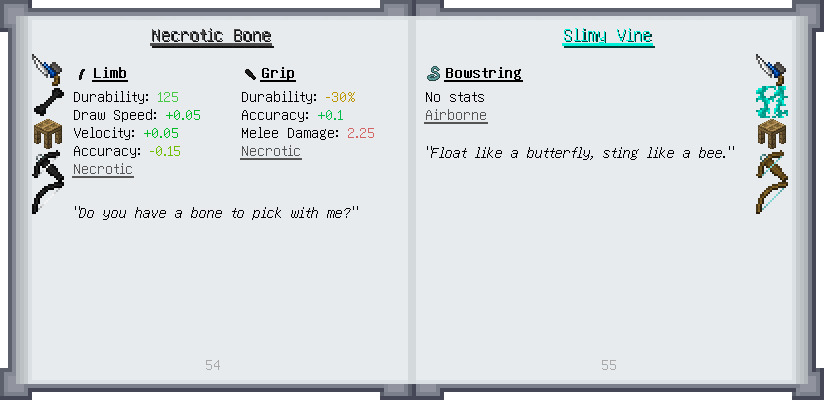 Necrotic Bone
Limb
Durability: 125
Draw Speed: +0.05
Velocity: +0.05
Accuracy: -0.15
Necrotic
Grip
Durability: -30%
Accuracy: +0.1
Melee Damage: 2.25
Necrotic
"Do you have a bone to pick with me?"
54
Slimy Vine
Bowstring
No stats
Airborne
"Float like a butterfly, sting like a bee."
55